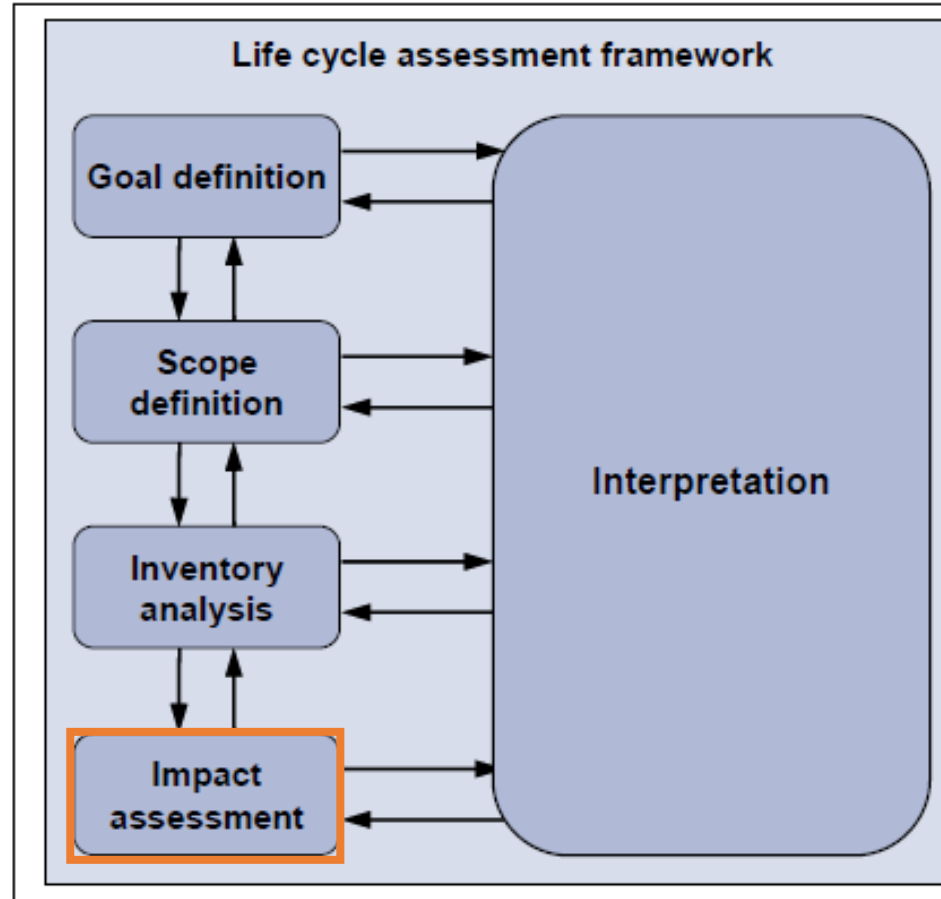 Life cycle assessment framework
Goal definition
Scope
definition
Inventory
analysis
Impact
assessment
Interpretation